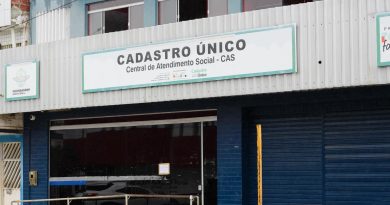 CADASTRO ÚNICO
Central de Atendimento Social - CAS